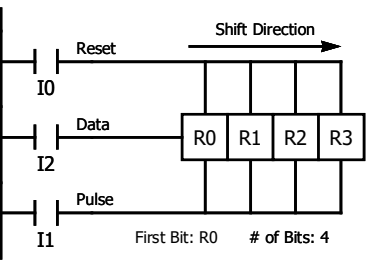 Shift Direction
Reset
I0
Data
R0 R1 R2 R3
I2
Pulse
I1
First Bit: R0 # of Bits: 4